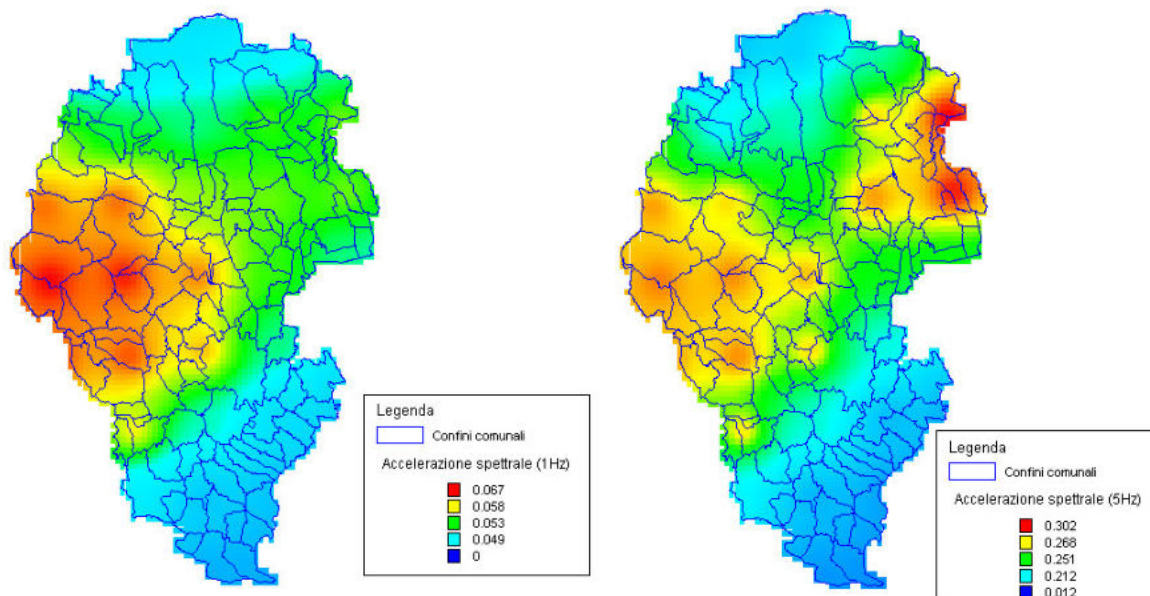 Legenda
Confini comunali
Accelerazione spettrale (1Hz)
0.067
0.058
0.053
0.049
0
Legenda
Confini comunali
Accelerazione spettrale (5Hz)
0.302
0.268
0.251
0.212
0.012